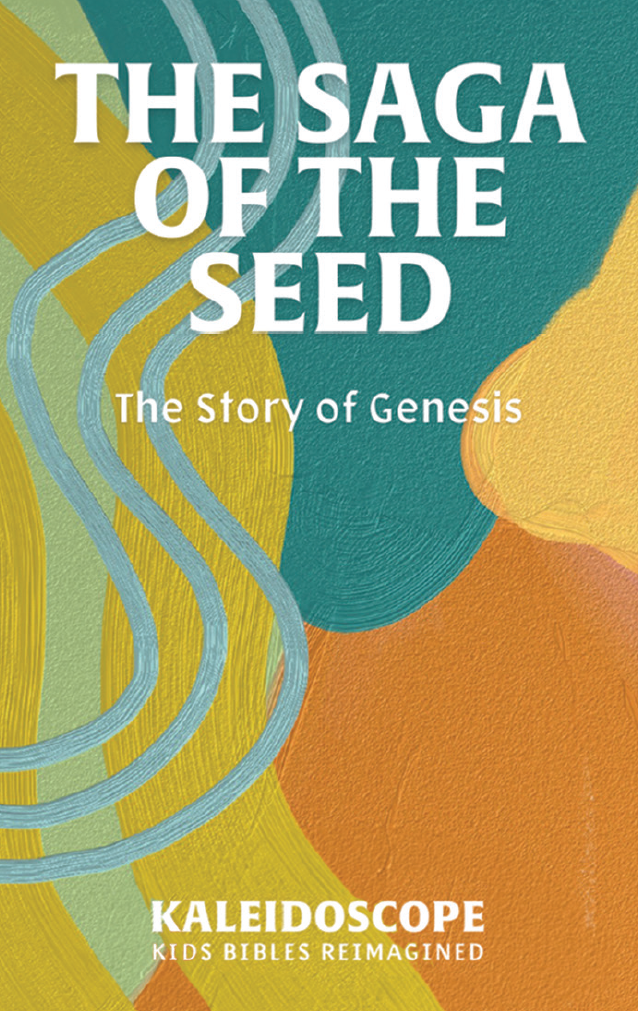 THE SAGA
OF THE
SEED
The Story of Genesis
KALEIDOSCOPE
KIDS BIBLES REIMAGINED